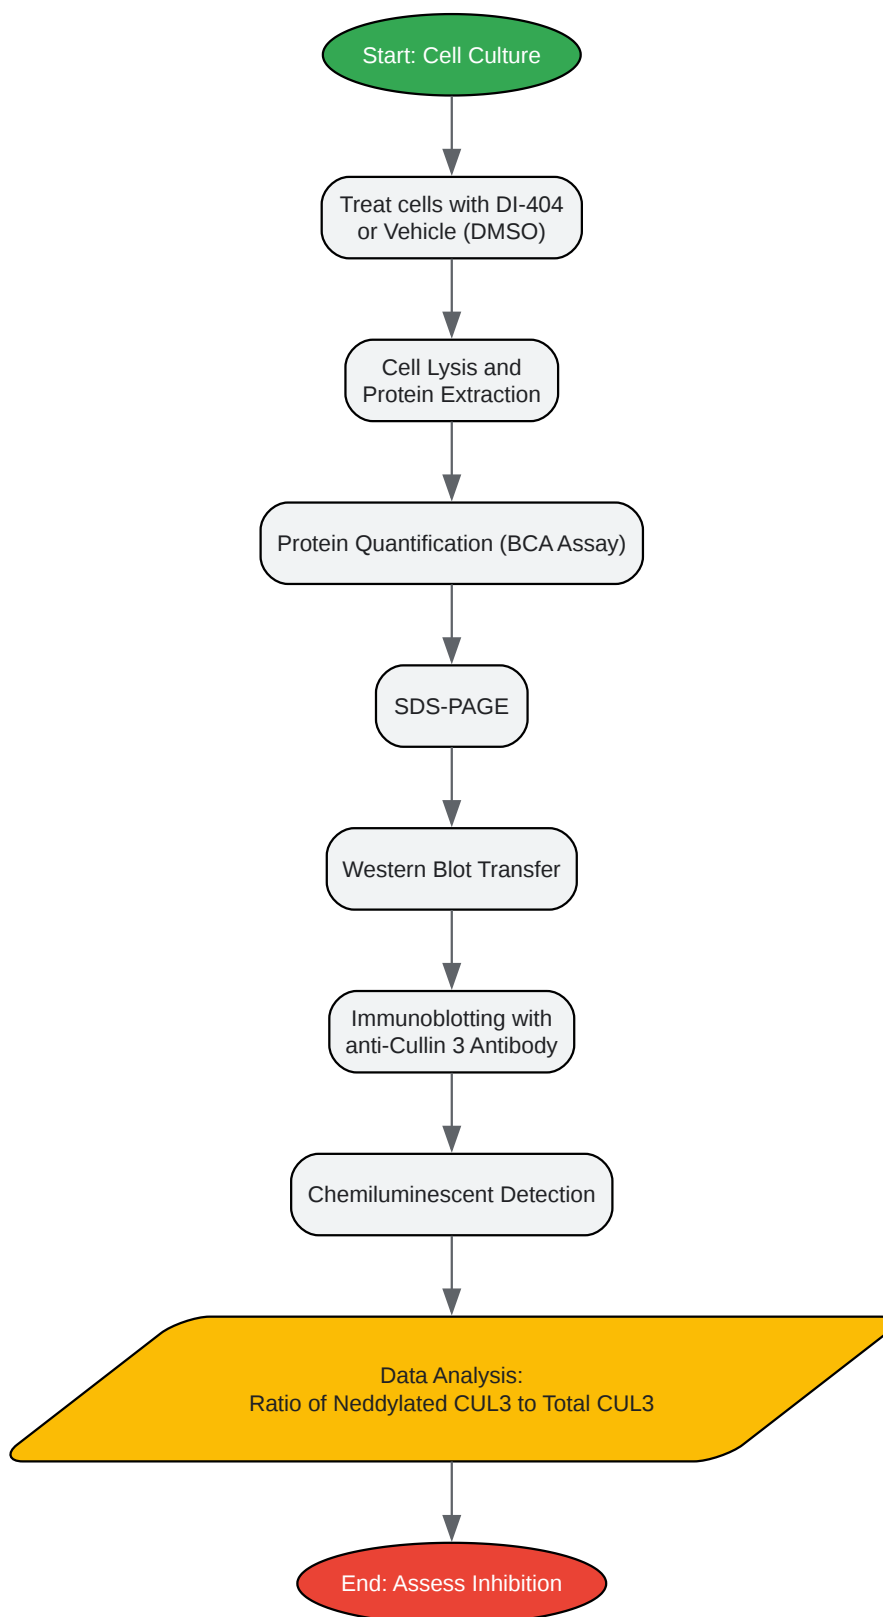 Start: Cell Culture
Treat cells with DI-404
or Vehicle (DMSO)
Cell Lysis and
Protein Extraction
Protein Quantification (BCA Assay)
SDS-PAGE
Western Blot Transfer
Immunoblotting with
anti-Cullin 3 Antibody
Chemiluminescent Detection
Data Analysis:
Ratio of Neddylated CUL3 to Total CUL3
End: Assess Inhibition